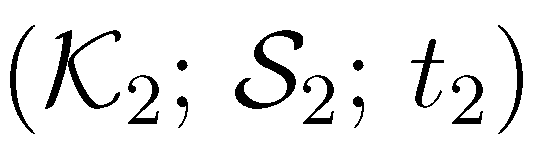 (𝒦₂; 𝒮₂; t₂)